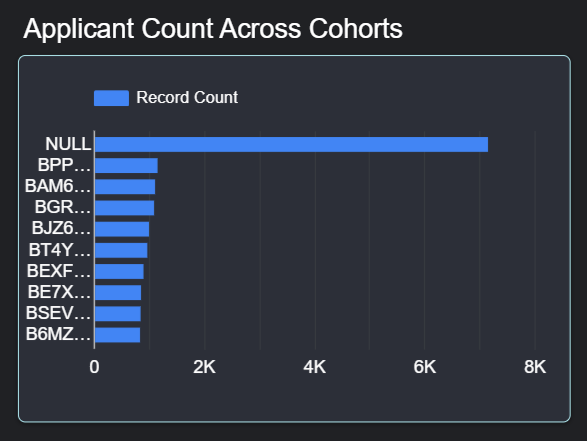 Applicant Count Across Cohorts
Record Count
NULL
BPP…
BAM6…
BGR…
BJZ6…
BT4Y…
BEXF…
BE7X…
BSEV…
B6MZ…
0 2K 4K 6K 8K